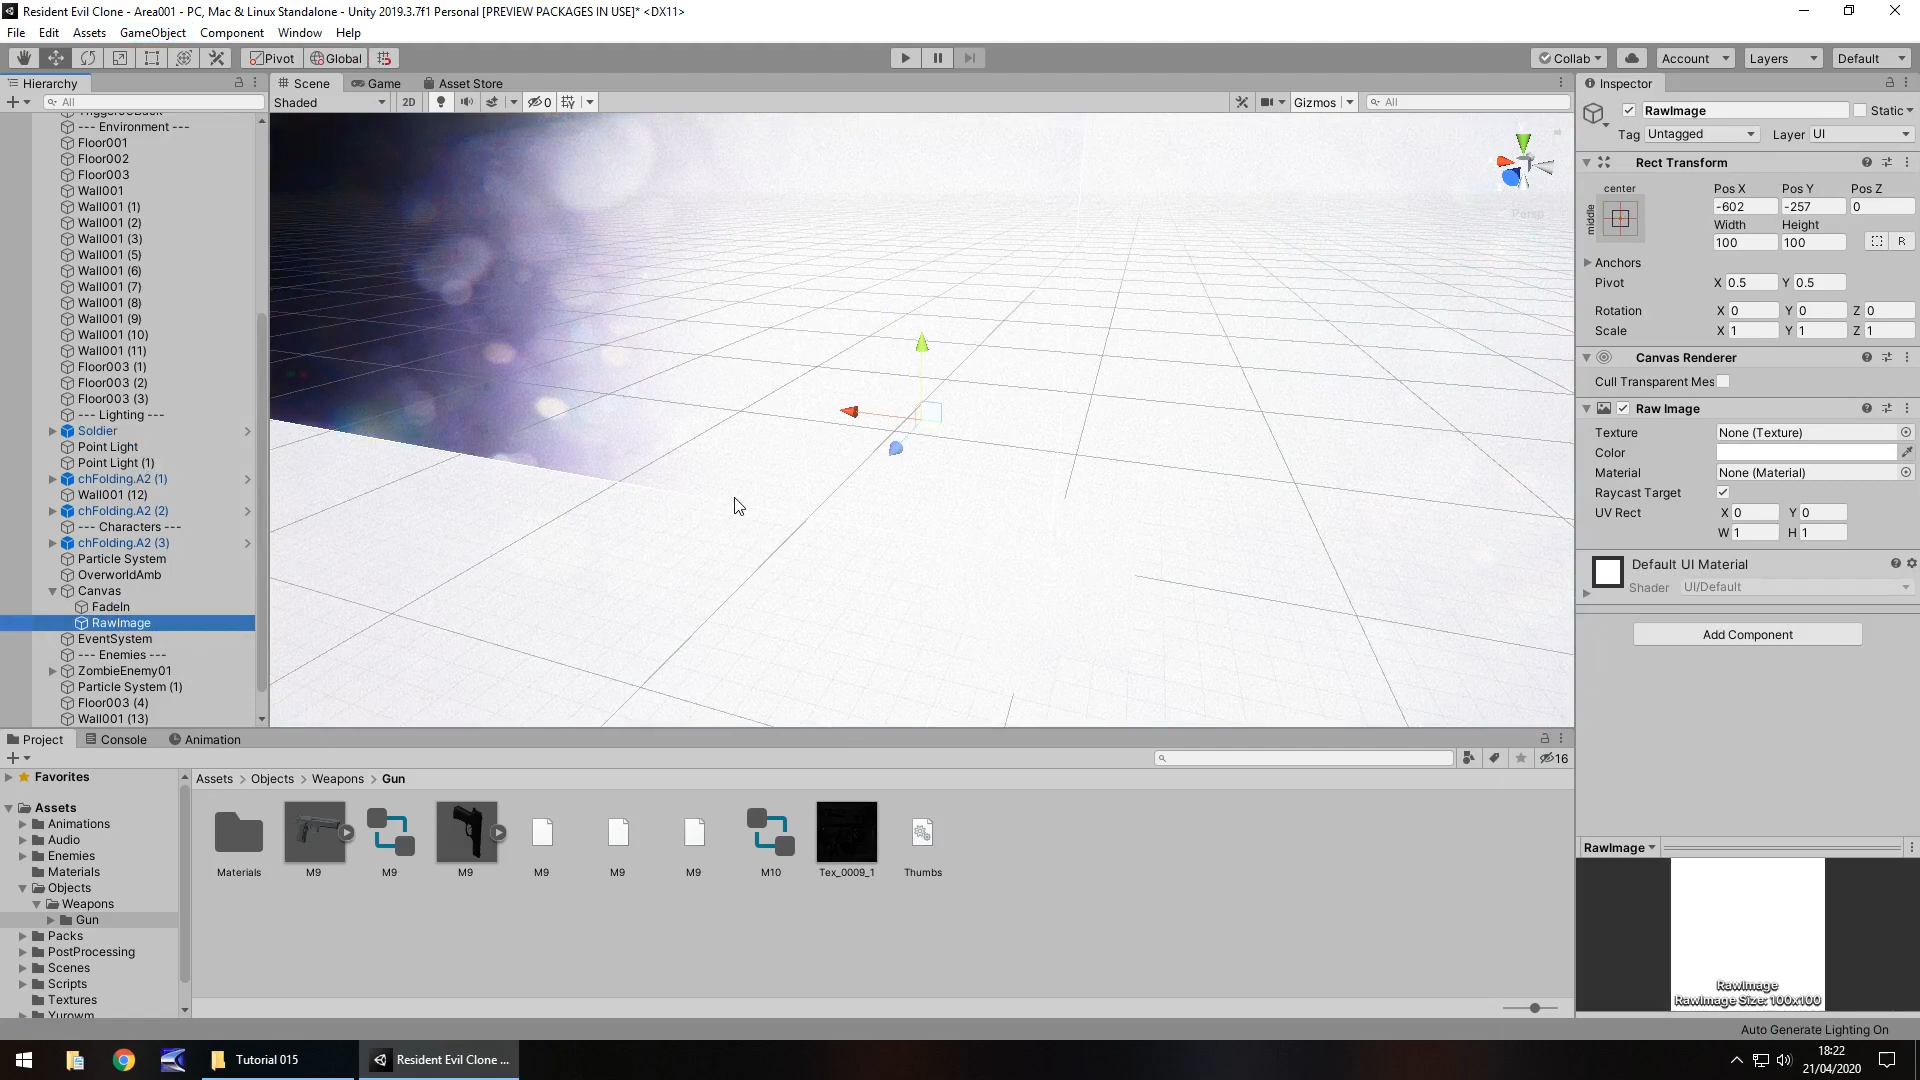 Resident Evil Clone - Area001 - PC, Mac & Linux Standalone - Unity 2019.3.7f1 Personal [PREVIEW PACKAGES IN USE]* <DX11>
File Edit Assets GameObject Component Window Help
Pivot Global Collab Account Layers Default
Hierarchy
All
--- Environment ---
Floor001
Floor002
Floor003
Wall001
Wall001 (1)
Wall001 (2)
Wall001 (3)
Wall001 (5)
Wall001 (6)
Wall001 (7)
Wall001 (8)
Wall001 (9)
Wall001 (10)
Wall001 (11)
Floor003 (1)
Floor003 (2)
Floor003 (3)
--- Lighting ---
Soldier
Point Light
Point Light (1)
chFolding.A2 (1)
Wall001 (12)
chFolding.A2 (2)
--- Characters ---
chFolding.A2 (3)
Particle System
OverworldAmb
Canvas
FadeIn
RawImage
EventSystem
--- Enemies ---
ZombieEnemy01
Particle System (1)
Floor003 (4)
Wall001 (13)
Scene Game Asset Store
Shaded 2D 0 Gizmos All
Persp
Inspector
RawImage Static
Tag Untagged Layer UI
Rect Transform
center
middle
Pos X Pos Y Pos Z
-602 -257 0
Width Height
100 100 R
Anchors
Pivot X 0.5 Y 0.5
Rotation X 0 Y 0 Z 0
Scale X 1 Y 1 Z 1
Canvas Renderer
Cull Transparent Mes
Raw Image
Texture None (Texture)
Color
Material None (Material)
Raycast Target
UV Rect X 0 Y 0
W 1 H 1
Default UI Material
Shader UI/Default
Add Component
RawImage
RawImage
RawImage Size: 100x100
Project Console Animation
16
Favorites
Assets
Animations
Audio
Enemies
Materials
Objects
Weapons
Gun
Packs
PostProcessing
Scenes
Scripts
Textures
Yurowm
Assets > Objects > Weapons > Gun
Materials M9 M9 M9 M9 M9 M9 M10 Tex_0009_1 Thumbs
Auto Generate Lighting On
Tutorial 015
Resident Evil Clone ...
18:22
21/04/2020